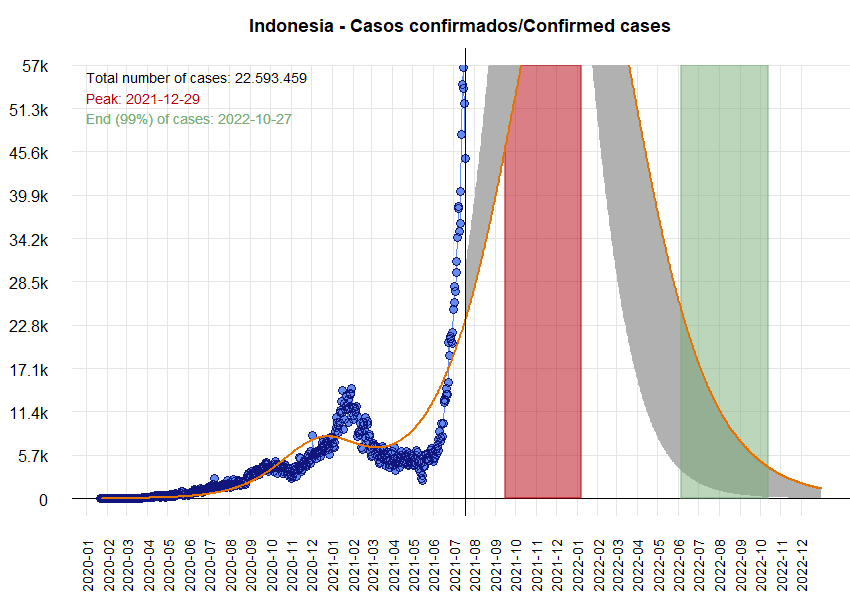 Indonesia - Casos confirmados/Confirmed cases
57k
Total number of cases: 22.593.459
Peak: 2021-12-29
End (99%) of cases: 2022-10-27
51.3k
45.6k
39.9k
34.2k
28.5k
22.8k
17.1k
11.4k
5.7k
0
2020-01
2020-02
2020-03
2020-04
2020-05
2020-06
2020-07
2020-08
2020-09
2020-10
2020-11
2020-12
2021-01
2021-02
2021-03
2021-04
2021-05
2021-06
2021-07
2021-08
2021-09
2021-10
2021-11
2021-12
2022-01
2022-02
2022-03
2022-04
2022-05
2022-06
2022-07
2022-08
2022-09
2022-10
2022-11
2022-12